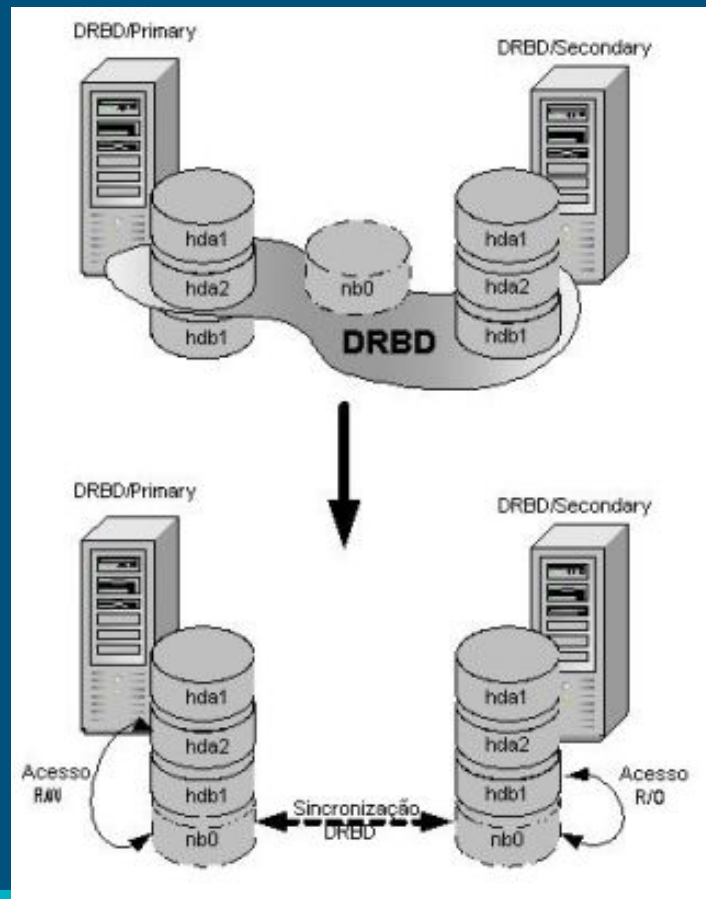 DRBD/Primary
DRBD/Secondary
hda1
hda2
hdb1
nb0
hda1
hda2
hdb1
DRBD
DRBD/Primary
DRBD/Secondary
hda1
hda2
hdb1
nb0
hda1
hda2
hdb1
nb0
Acesso
R/W
Sincronização
DRBD
Acesso
R/O